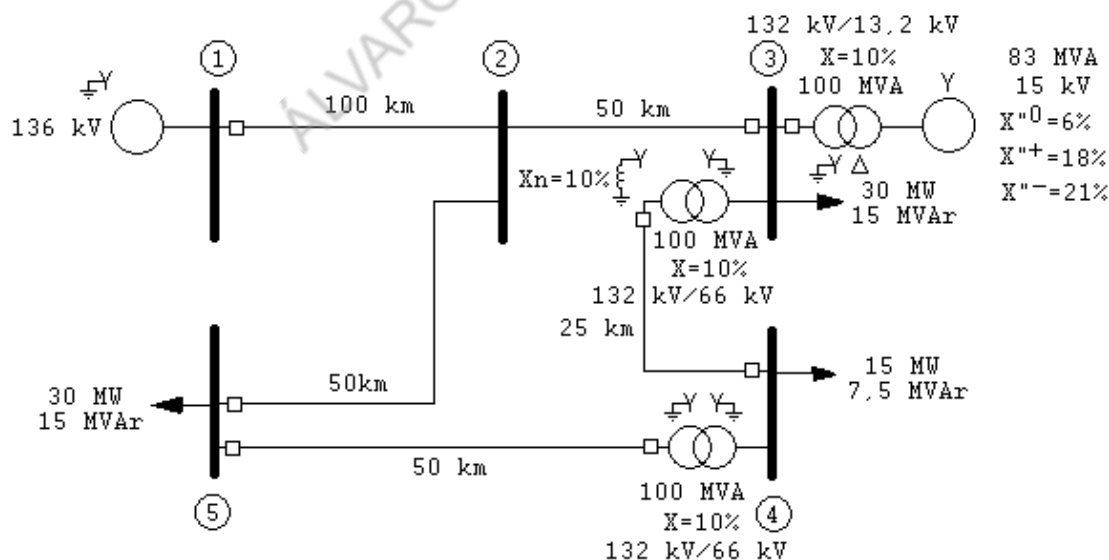 ÁLVARO
132 kV/13,2 kV
X=10%
100 MVA
Y
83 MVA
15 kV
X"0=6%
X"+=18%
X"-=21%
1
2
3
Y
136 kV
100 km
50 km
Y Δ
Xn=10%
Y
Y
100 MVA
X=10%
132 kV/66 kV
30 MW
15 MVAr
25 km
30 MW
15 MVAr
50km
15 MW
7,5 MVAr
Y Y
50 km
100 MVA
X=10%
132 kV/66 kV
5
4